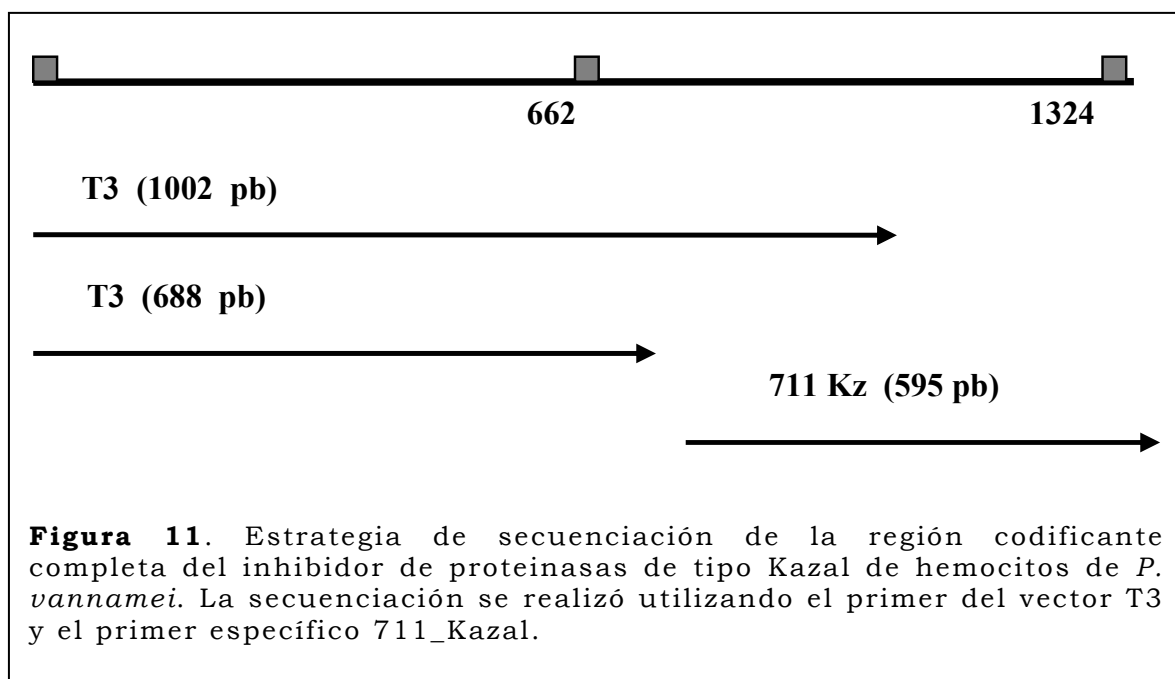 662
1324
T3 (1002 pb)
T3 (688 pb)
711 Kz (595 pb)
Figura 11. Estrategia de secuenciación de la región codificante
completa del inhibidor de proteinasas de tipo Kazal de hemocitos de P.
vannamei. La secuenciación se realizó utilizando el primer del vector T3
y el primer específico 711_Kazal.